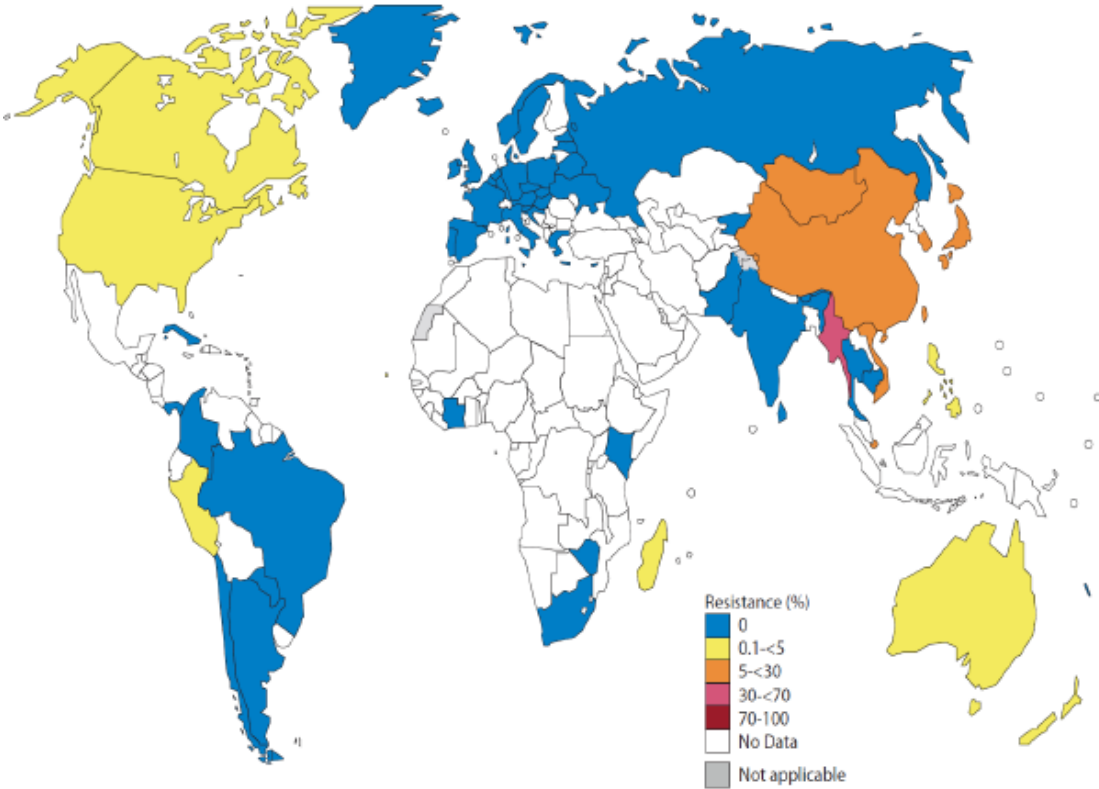 Resistance (%)
0
0.1-<5
5-<30
30-<70
70-100
No Data
Not applicable